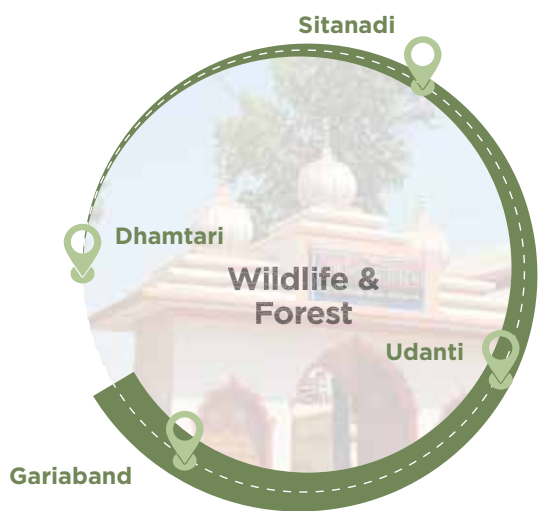 Sitanadi
Dhamtari
Wildlife &
Forest
Udanti
Gariaband